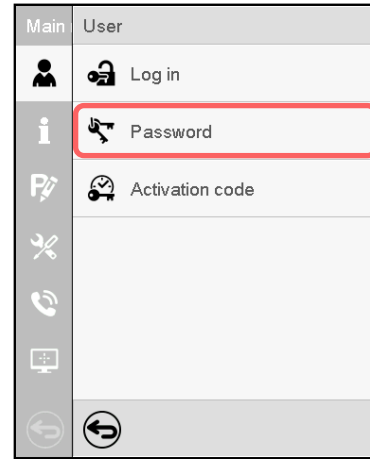 Main
User
Log in
Password
Activation code